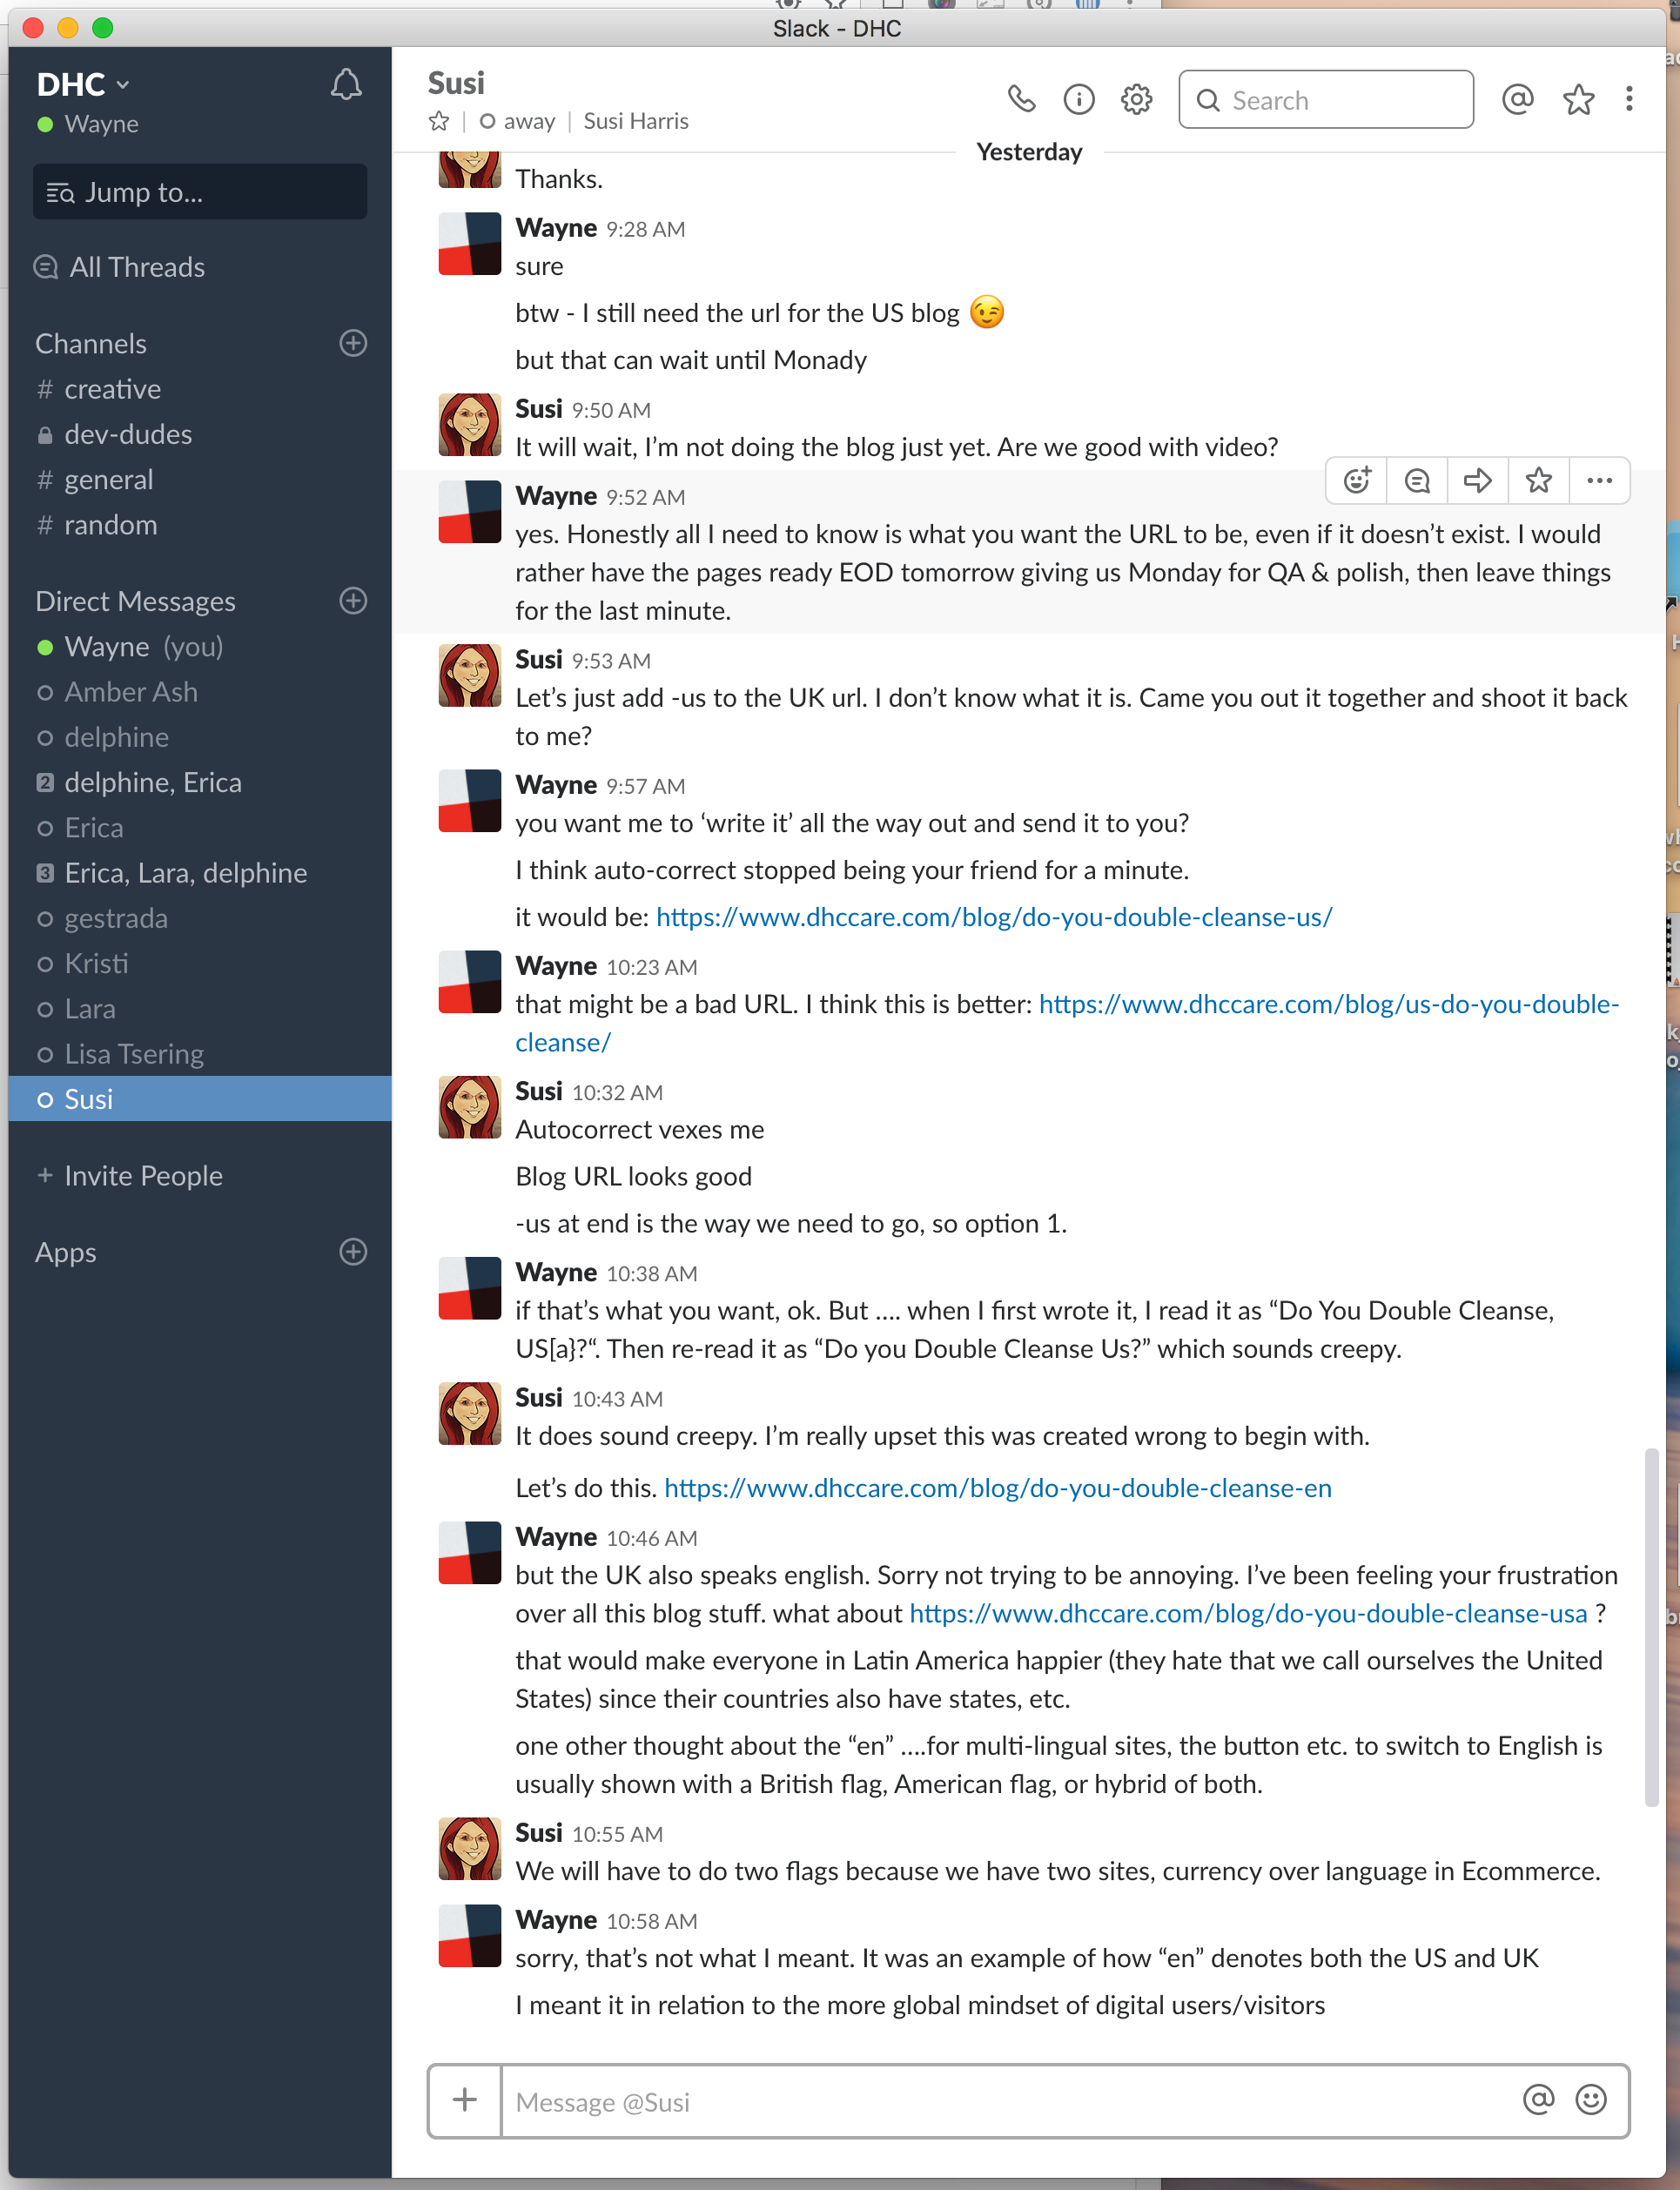 Slack - DHC
DHC
Wayne
Jump to...
All Threads
Channels
# creative
dev-dudes
# general
# random
Direct Messages
Wayne (you)
Amber Ash
delphine
2 delphine, Erica
Erica
3 Erica, Lara, delphine
gestrada
Kristi
Lara
Lisa Tsering
Susi
+ Invite People
Apps
Susi
away | Susi Harris
Search
Yesterday
Thanks.
Wayne 9:28 AM
sure
btw - I still need the url for the US blog 😉
but that can wait until Monady
Susi 9:50 AM
It will wait, I’m not doing the blog just yet. Are we good with video?
Wayne 9:52 AM
yes. Honestly all I need to know is what you want the URL to be, even if it doesn’t exist. I would
rather have the pages ready EOD tomorrow giving us Monday for QA & polish, then leave things
for the last minute.
Susi 9:53 AM
Let’s just add -us to the UK url. I don’t know what it is. Came you out it together and shoot it back
to me?
Wayne 9:57 AM
you want me to ‘write it’ all the way out and send it to you?
I think auto-correct stopped being your friend for a minute.
it would be: https://www.dhccare.com/blog/do-you-double-cleanse-us/
Wayne 10:23 AM
that might be a bad URL. I think this is better: https://www.dhccare.com/blog/us-do-you-double-
cleanse/
Susi 10:32 AM
Autocorrect vexes me
Blog URL looks good
-us at end is the way we need to go, so option 1.
Wayne 10:38 AM
if that’s what you want, ok. But .... when I first wrote it, I read it as “Do You Double Cleanse,
US[a}?“. Then re-read it as “Do you Double Cleanse Us?” which sounds creepy.
Susi 10:43 AM
It does sound creepy. I’m really upset this was created wrong to begin with.
Let’s do this. https://www.dhccare.com/blog/do-you-double-cleanse-en
Wayne 10:46 AM
but the UK also speaks english. Sorry not trying to be annoying. I’ve been feeling your frustration
over all this blog stuff. what about https://www.dhccare.com/blog/do-you-double-cleanse-usa ?
that would make everyone in Latin America happier (they hate that we call ourselves the United
States) since their countries also have states, etc.
one other thought about the “en” ....for multi-lingual sites, the button etc. to switch to English is
usually shown with a British flag, American flag, or hybrid of both.
Susi 10:55 AM
We will have to do two flags because we have two sites, currency over language in Ecommerce.
Wayne 10:58 AM
sorry, that’s not what I meant. It was an example of how “en” denotes both the US and UK
I meant it in relation to the more global mindset of digital users/visitors
Message @Susi